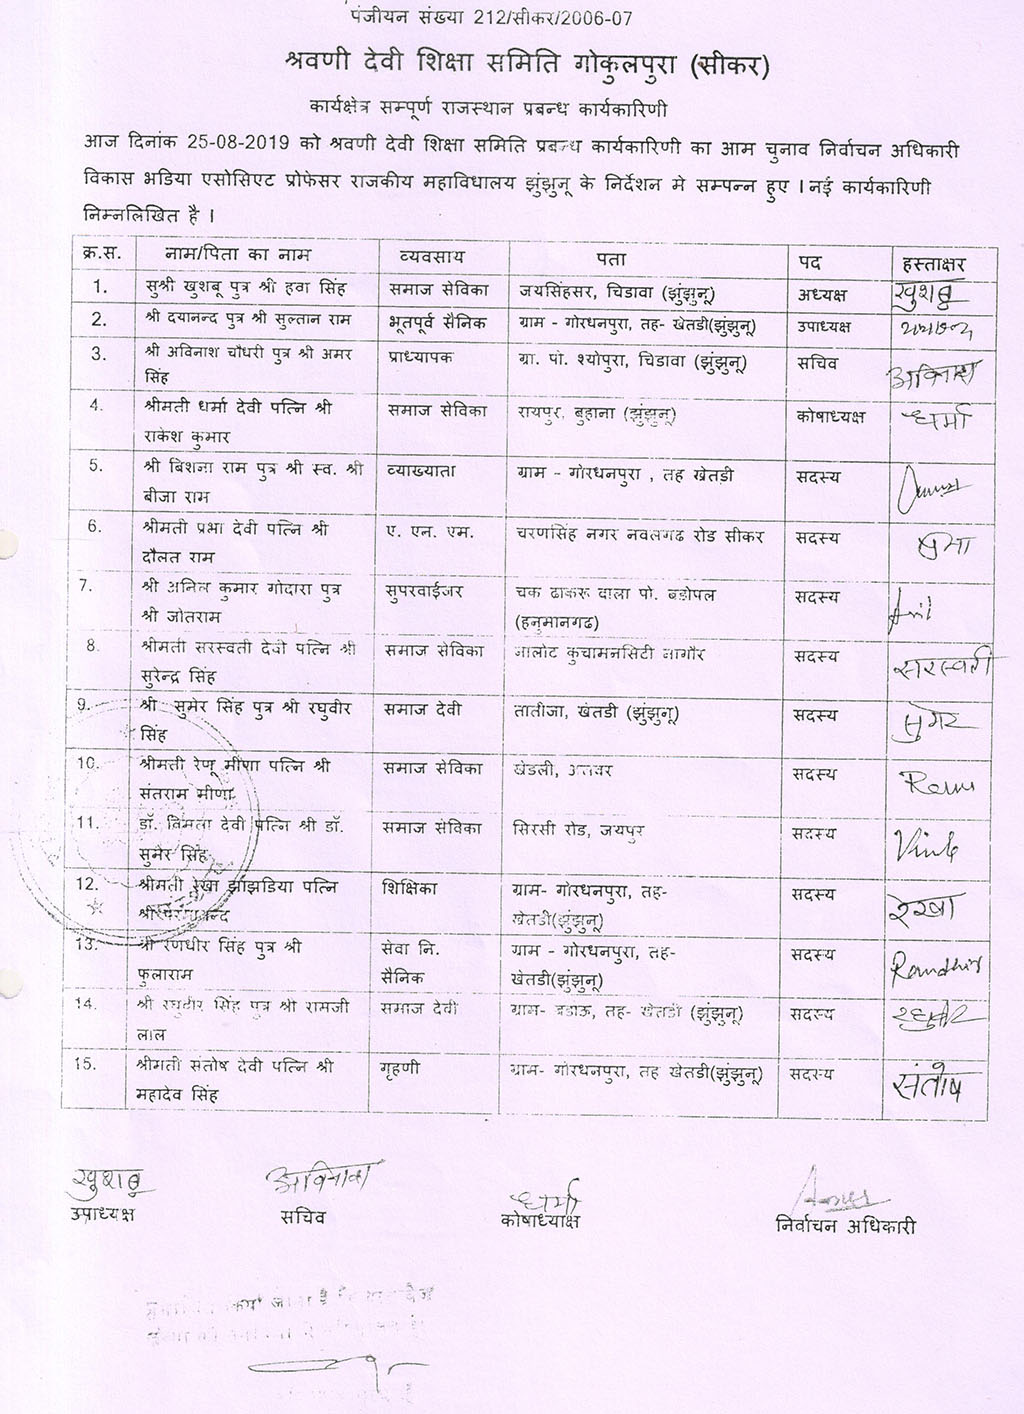 पंजीयन संख्या 212/सीकर/2006-07
श्रवणी देवी शिक्षा समिति गोकुलपुरा (सीकर)
कार्यक्षेत्र सम्पूर्ण राजस्थान प्रबन्ध कार्यकारिणी
आज दिनांक 25-08-2019 को श्रवणी देवी शिक्षा समिति प्रबन्ध कार्यकारिणी का आम चुनाव निर्वाचन अधिकारी
विकास भडिया एसोसिएट प्रोफेसर राजकीय महाविधालय झुंझुनू के निर्देशन मे सम्पन्न हुए । नई कार्यकारिणी
निम्नलिखित है ।
क्र.स. नाम/पिता का नाम व्यवसाय पता पद हस्ताक्षर
1. सुश्री खुशबू पुत्र श्री हवा सिंह समाज सेविका जयसिंहसर, चिडावा (झुंझुनू) अध्यक्ष खुशबु
2. श्री दयानन्द पुत्र श्री सुल्तान राम भूतपूर्व सैनिक ग्राम - गोरधनपुरा, तह- खेतडी(झुंझुनू) उपाध्यक्ष
3. श्री अविनाश चौधरी पुत्र श्री अमर प्राध्यापक ग्रा. पो. श्योपुरा, चिडावा (झुंझुनू) सचिव अविनाश
सिंह
4. श्रीमती धर्मा देवी पत्नि श्री समाज सेविका रायपुर, बुहाना (झुंझुनू) कोषाध्यक्ष धर्मा
राकेश कुमार
5. श्री बिशना राम पुत्र श्री स्व. श्री व्याख्याता ग्राम - गोरधनपुरा , तह खेतडी सदस्य
बीजा राम
6. श्रीमती प्रभा देवी पत्नि श्री ए. एन. एम. चरणसिंह नगर नवलगढ रोड सीकर सदस्य
दौलत राम
7. श्री अनिल कुमार गोदारा पुत्र सुपरवाईजर चक ढाकरू वाला पो. बडोपल सदस्य Anil
श्री जोतराम (हनुमानगढ)
8. श्रीमती सरस्वती देवी पत्नि श्री समाज सेविका कुचामनसिटी नागौर सदस्य सरस्वती
सुरेन्द्र सिंह
9. श्री सुमेर सिंह पुत्र श्री रघुवीर समाज देवी तातीजा, खेतडी (झुंझुनू) सदस्य सुमेर
सिंह
10. श्रीमती रेणू मीणा पत्नि श्री समाज सेविका खेडली, अलवर सदस्य Renu
संतराम मीणा
11. डॉ. विमला देवी पत्नि श्री डॉ. समाज सेविका सिरसी रोड, जयपुर सदस्य
सुमेर सिंह
12. श्रीमती रेखा झाझडिया पत्नि शिक्षिका ग्राम- गोरधनपुरा, तह- सदस्य रेखा
खेतडी(झुंझुनू)
13. श्री रणधीर सिंह पुत्र श्री सेवा नि. ग्राम - गोरधनपुरा, तह- सदस्य Randhir
फुलाराम सैनिक खेतडी(झुंझुनू)
14. श्री रघुवीर सिंह पुत्र श्री रामजी समाज देवी ग्राम- बडाऊ, तह- खेतडी (झुंझुनू) सदस्य रघुवीर
लाल
15. श्रीमती संतोष देवी पत्नि श्री गृहणी ग्राम- गोरधनपुरा, तह खेतडी(झुंझुनू) सदस्य संतोष
महादेव सिंह
खुशबु अविनाश धर्मा
उपाध्यक्ष सचिव कोषाध्याक्ष निर्वाचन अधिकारी